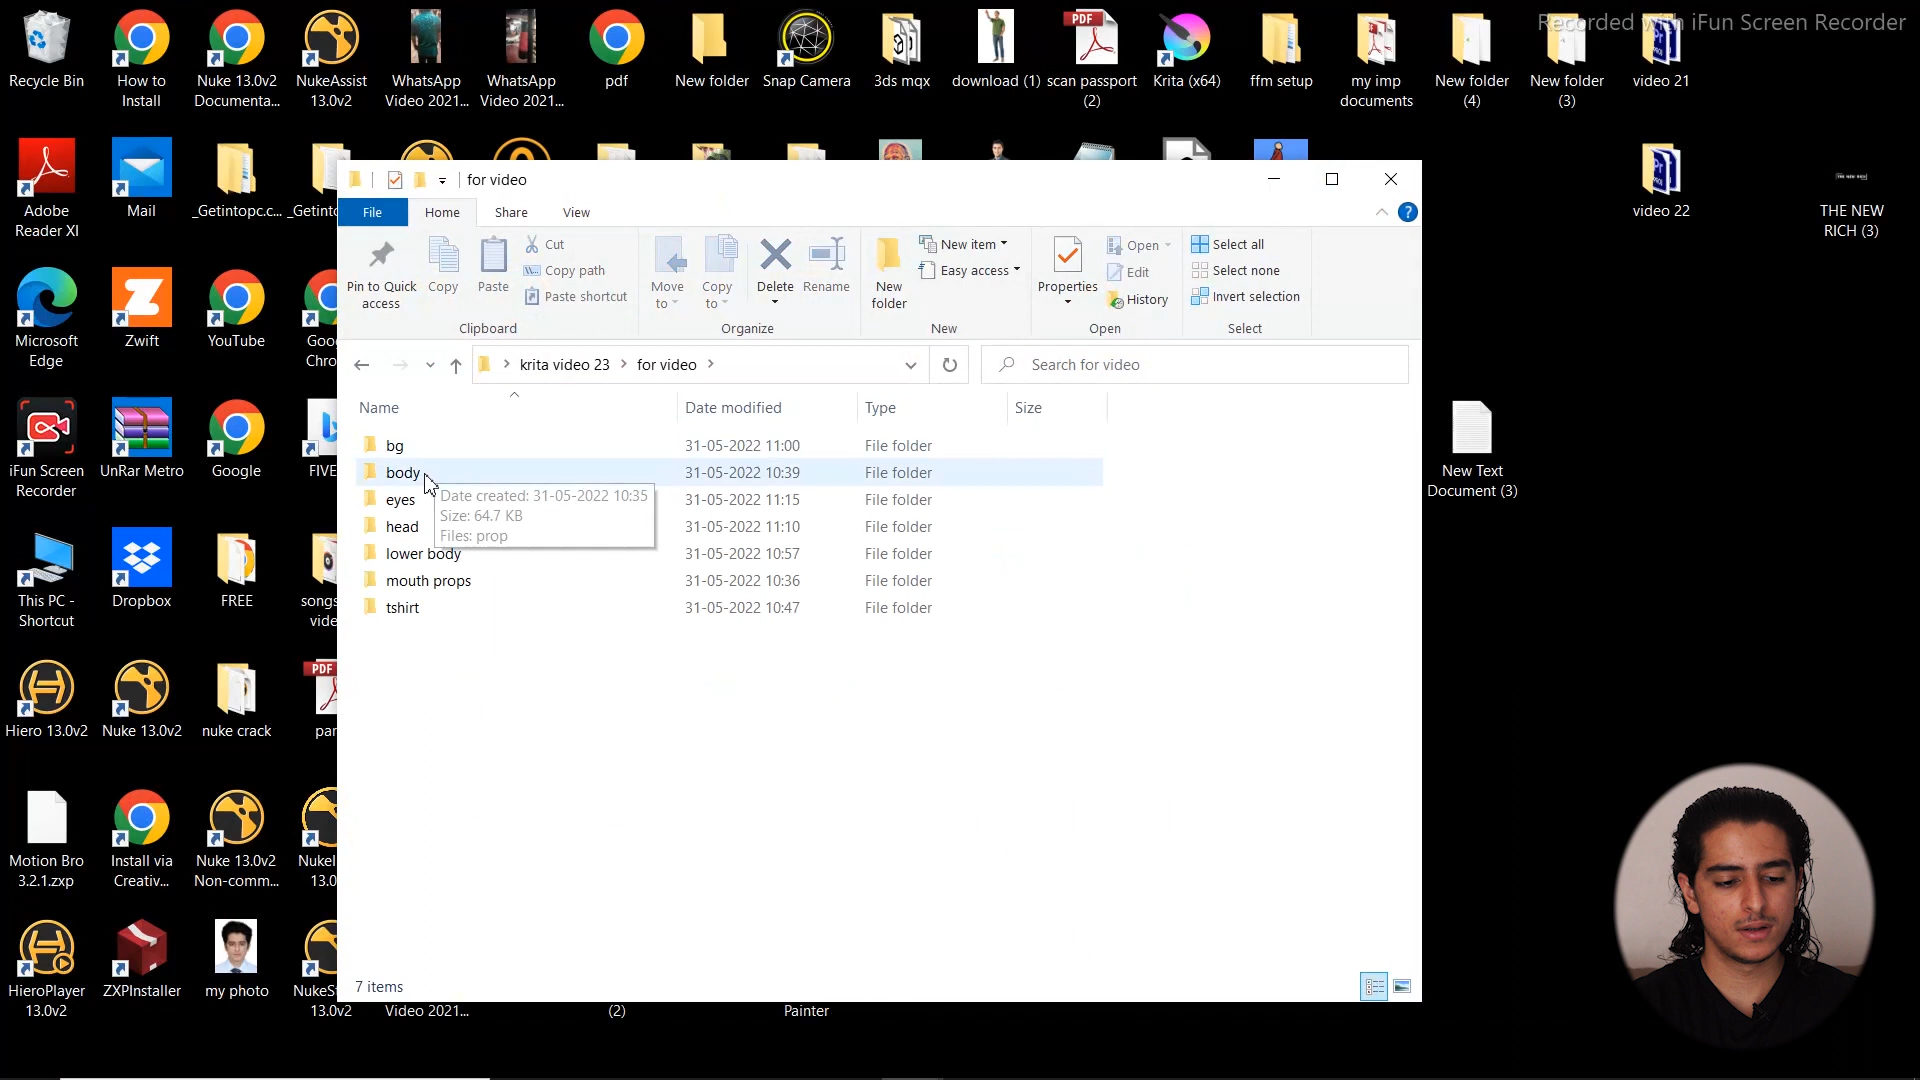 Recorded with iFun Screen Recorder
Recycle Bin
How to
Install
Nuke 13.0v2
Documenta...
NukeAssist
13.0v2
WhatsApp
Video 2021...
WhatsApp
Video 2021...
pdf
New folder
Snap Camera
3ds mqx
download (1)
scan passport
(2)
Krita (x64)
ffm setup
my imp
documents
New folder
(4)
New folder
(3)
video 21
Adobe
Reader XI
Mail
_Getintopc.c...
_Getinto
video 22
THE NEW
RICH (3)
for video
File
Home
Share
View
Pin to Quick
access
Copy
Paste
Cut
Copy path
Paste shortcut
Clipboard
Move
to
Copy
to
Delete
Rename
Organize
New
folder
New item
Easy access
New
Properties
Open
Edit
History
Open
Select all
Select none
Invert selection
Select
krita video 23
for video
Search for video
Name
Date modified
Type
Size
bg 31-05-2022 11:00 File folder
body 31-05-2022 10:39 File folder
eyes 31-05-2022 11:15 File folder
head 31-05-2022 11:10 File folder
lower body 31-05-2022 10:57 File folder
mouth props 31-05-2022 10:36 File folder
tshirt 31-05-2022 10:47 File folder
Date created: 31-05-2022 10:35
Size: 64.7 KB
Files: prop
7 items
Microsoft
Edge
Zwift
YouTube
Goo
Chro
iFun Screen
Recorder
UnRar Metro
Google
FIVE
New Text
Document (3)
This PC -
Shortcut
Dropbox
FREE
songs
vide
Hiero 13.0v2
Nuke 13.0v2
nuke crack
PDF
par
Motion Bro
3.2.1.zxp
Install via
Creativ...
Nuke 13.0v2
Non-comm...
NukeI
13.0
HieroPlayer
13.0v2
ZXPInstaller
my photo
NukeS
13.0v2
Video 2021...
(2)
Painter